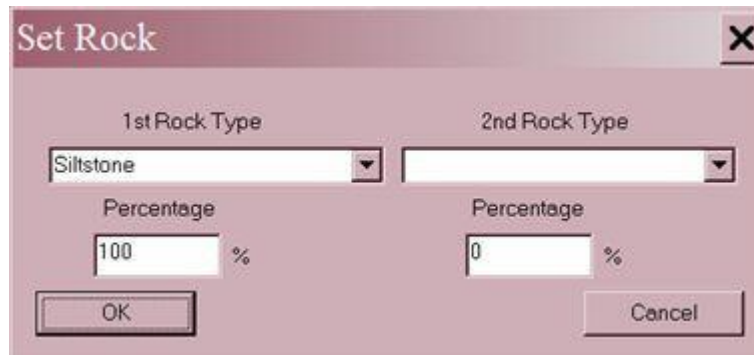 Set Rock
1st Rock Type 2nd Rock Type
Siltstone
Percentage Percentage
100 % 0 %
OK Cancel